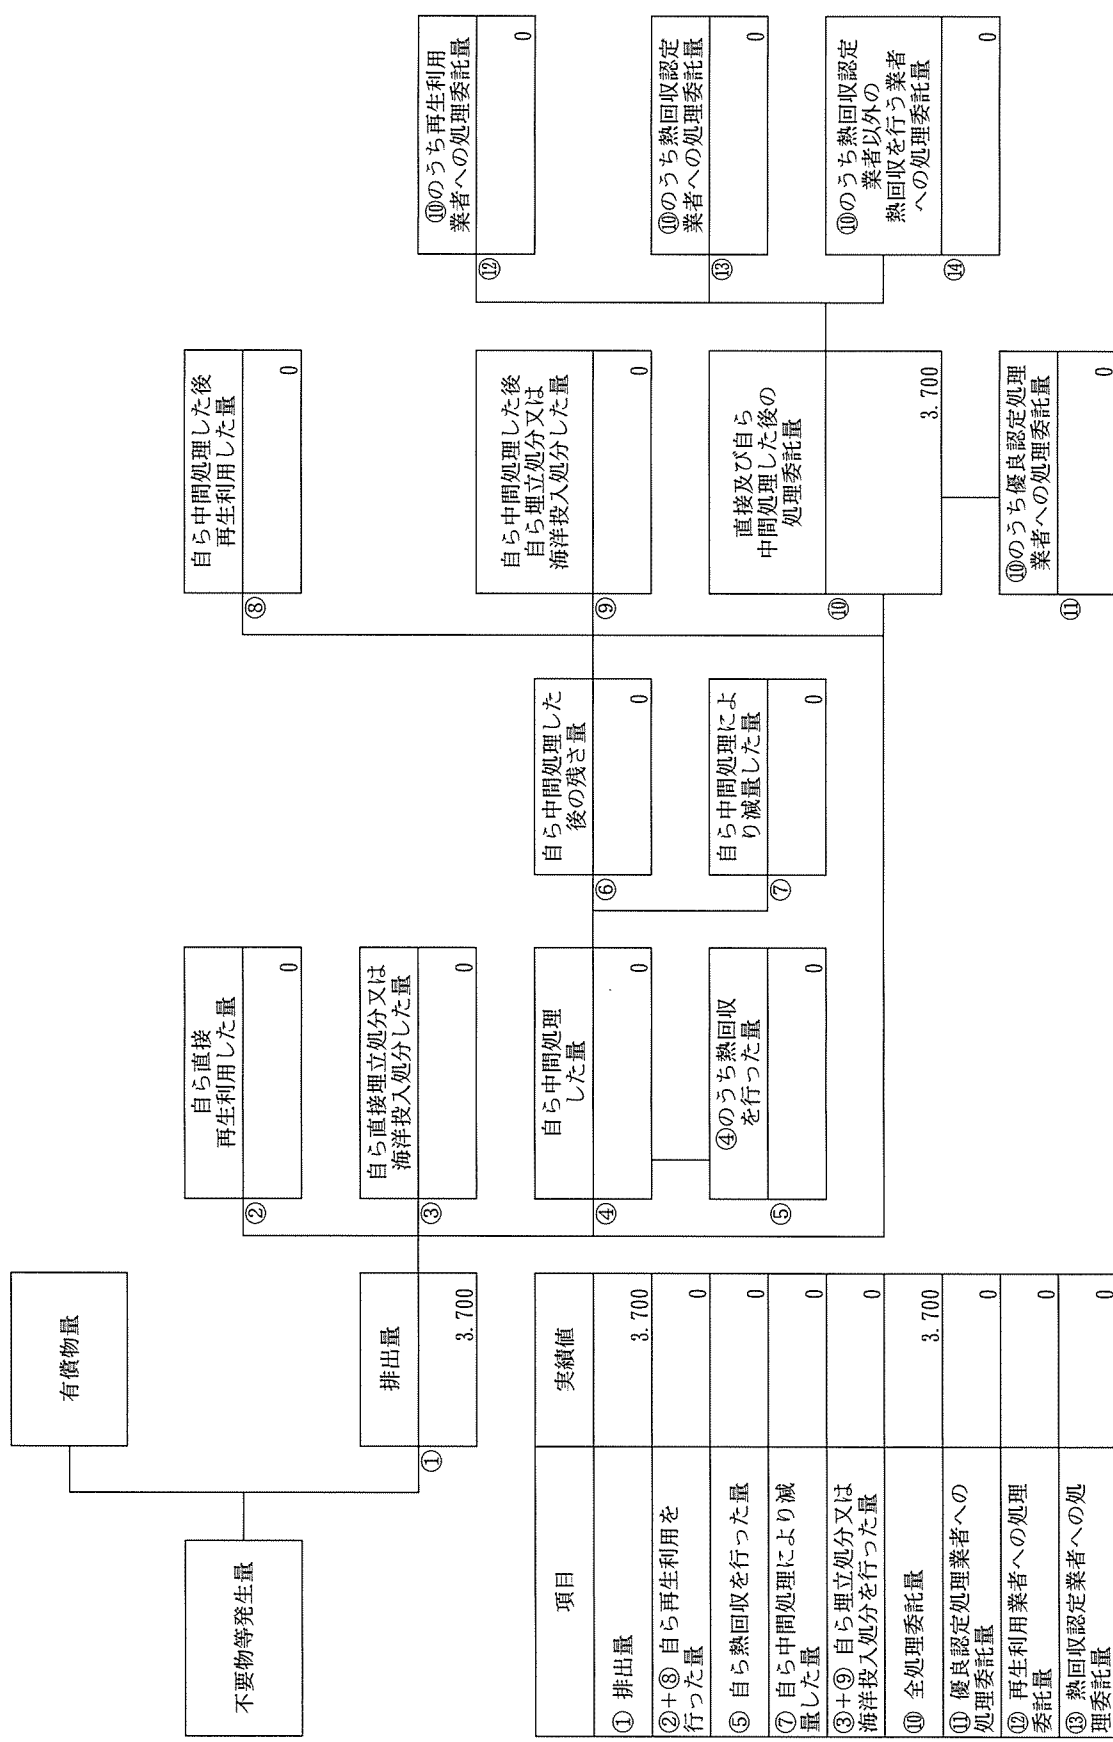 不要物等発生量
有償物量
①
排出量
3.700
②
自ら直接
再生利用した量
0
③
自ら直接埋立処分又は
海洋投入処分した量
0
④
自ら中間処理
した量
0
⑤
④のうち熱回収
を行った量
0
⑥
自ら中間処理した
後の残さ量
0
⑦
自ら中間処理によ
り減量した量
0
⑧
自ら中間処理した後
再生利用した量
0
⑨
自ら中間処理した後
自ら埋立処分又は
海洋投入処分した量
0
⑩
直接及び自ら
中間処理した後の
処理委託量
3.700
⑪
⑩のうち優良認定処理
業者への処理委託量
0
⑫
⑩のうち再生利用
業者への処理委託量
0
⑬
⑩のうち熱回収認定
業者への処理委託量
0
⑭
⑩のうち熱回収認定
業者以外の
熱回収を行う業者
への処理委託量
0
項目 実績値
① 排出量 3.700
②+⑧ 自ら再生利用を
行った量 0
⑤ 自ら熱回収を行った量 0
⑦ 自ら中間処理により減
量した量 0
③+⑨ 自ら埋立処分又は
海洋投入処分を行った量 0
⑩ 全処理委託量 3.700
⑪ 優良認定処理業者への
処理委託量 0
⑫ 再生利用業者への処理
委託量 0
⑬ 熱回収認定業者への処
理委託量 0